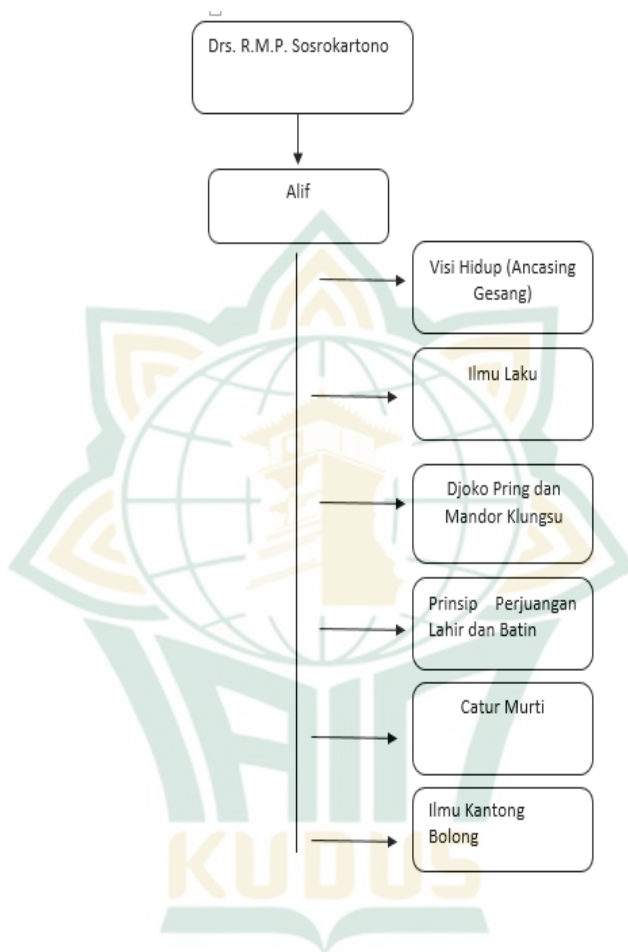 Drs. R.M.P. Sosrokartono
Alif
Visi Hidup (Ancasing
Gesang)
Ilmu Laku
Djoko Pring dan
Mandor Klungsu
Prinsip Perjuangan
Lahir dan Batin
Catur Murti
Ilmu Kantong
Bolong
IAIN
KUDUS